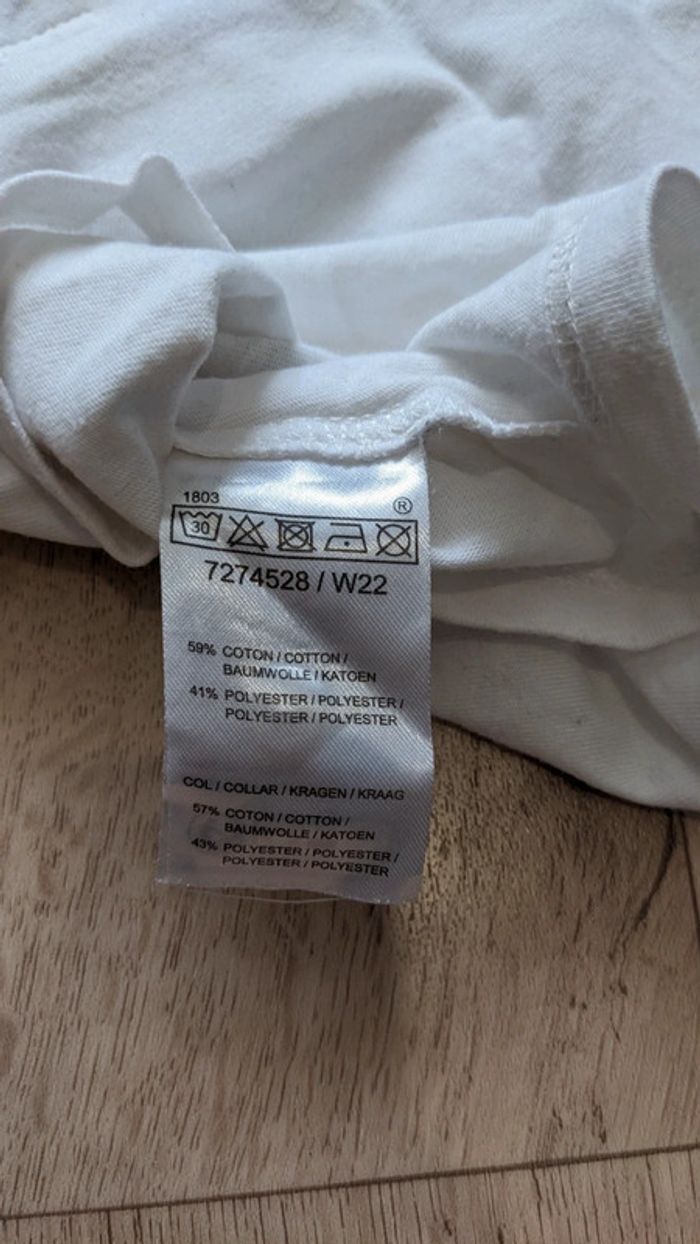 1803
®
30
7274528 / W22
59% COTON / COTTON /
BAUMWOLLE / KATOEN
41% POLYESTER / POLYESTER /
POLYESTER / POLYESTER
COL / COLLAR / KRAGEN / KRAAG
57% COTON / COTTON /
BAUMWOLLE / KATOEN
43% POLYESTER / POLYESTER /
POLYESTER / POLYESTER